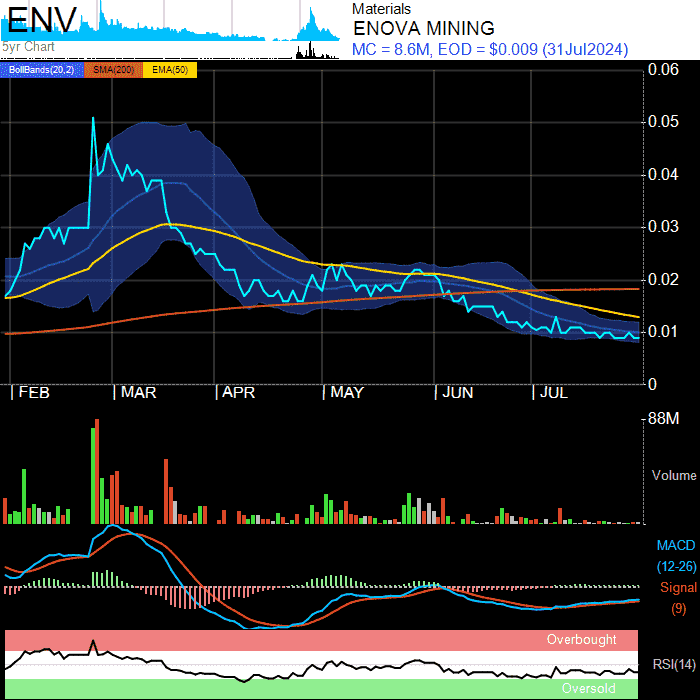 ENV
5yr Chart
Materials
ENOVA MINING
MC = 8.6M, EOD = $0.009 (31Jul2024)
BollBands(20,2) SMA(200) EMA(50)
0.06
0.05
0.04
0.03
0.02
0.01
0
FEB MAR APR MAY JUN JUL
88M
Volume
MACD
(12-26)
Signal
(9)
Overbought
RSI(14)
Oversold